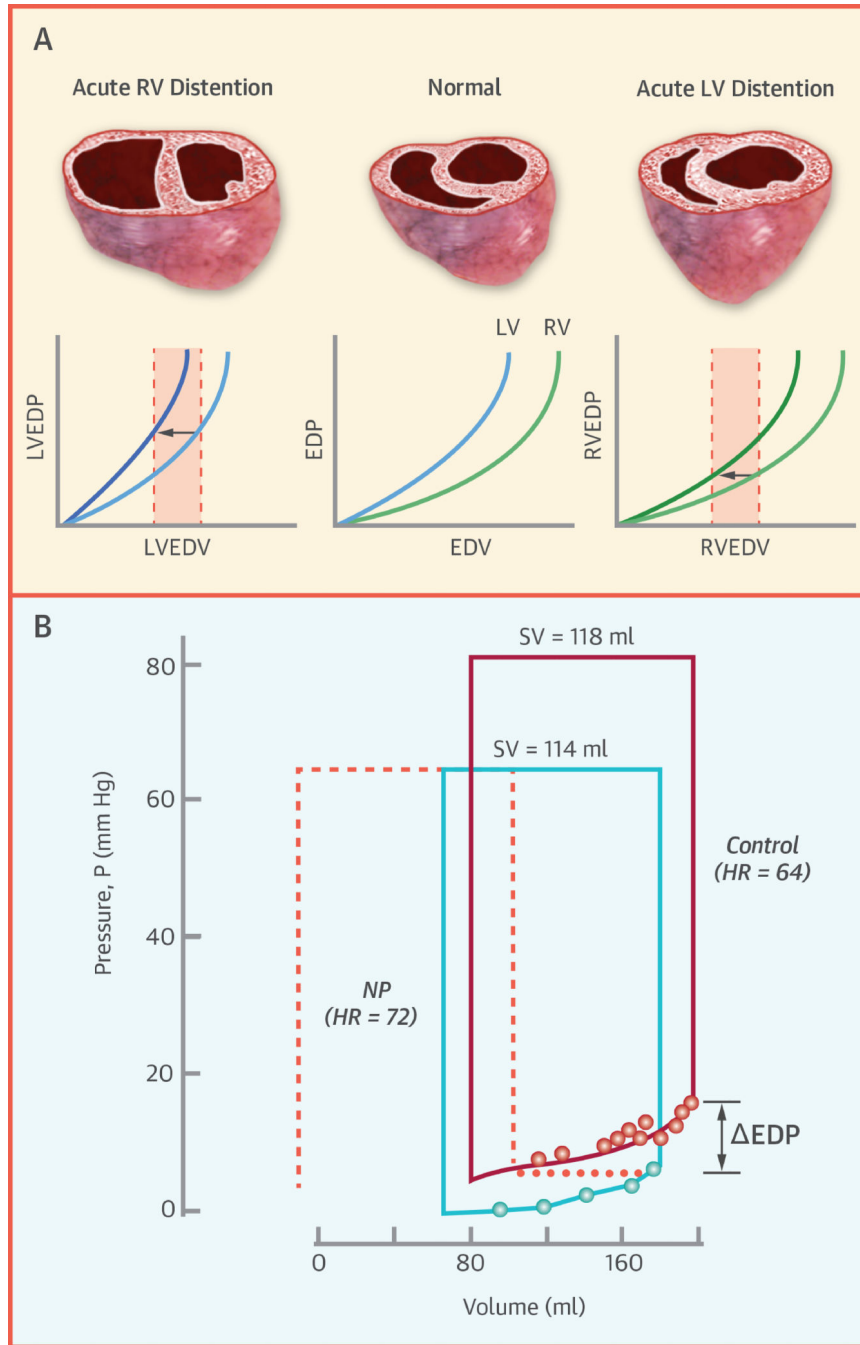 A
Acute RV Distention
Normal
Acute LV Distention
LVEDP
LVEDV
EDP
LV
RV
EDV
RVEDP
RVEDV
B
SV = 118 ml
SV = 114 ml
80
60
40
20
0
Pressure, P (mm Hg)
NP
(HR = 72)
Control
(HR = 64)
ΔEDP
0
80
160
Volume (ml)